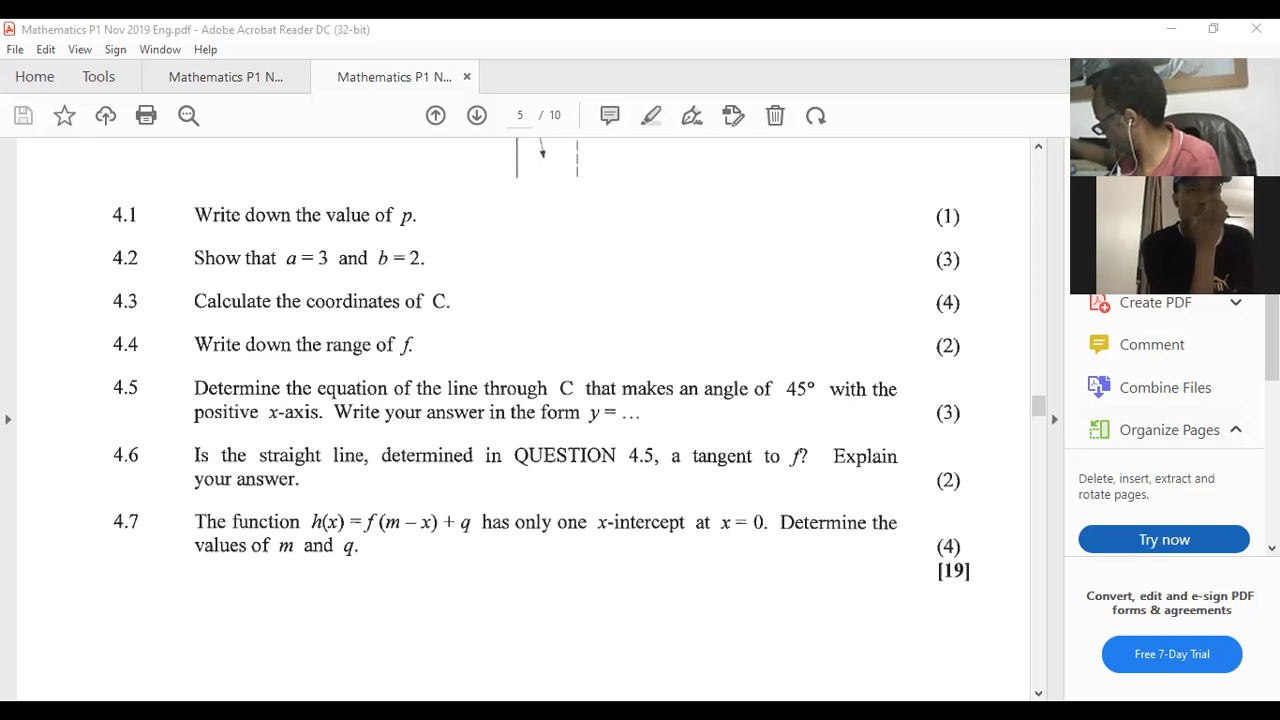 Mathematics P1 Nov 2019 Eng.pdf - Adobe Acrobat Reader DC (32-bit)
File Edit View Sign Window Help
Home Tools Mathematics P1 N... Mathematics P1 N... ×
5 / 10
4.1 Write down the value of p. (1)
4.2 Show that a = 3 and b = 2. (3)
4.3 Calculate the coordinates of C. (4)
4.4 Write down the range of f. (2)
4.5 Determine the equation of the line through C that makes an angle of 45° with the
positive x-axis. Write your answer in the form y = … (3)
4.6 Is the straight line, determined in QUESTION 4.5, a tangent to f? Explain
your answer. (2)
4.7 The function h(x) = f (m – x) + q has only one x-intercept at x = 0. Determine the
values of m and q. (4)
[19]
Create PDF
Comment
Combine Files
Organize Pages
Delete, insert, extract and
rotate pages.
Try now
Convert, edit and e-sign PDF
forms & agreements
Free 7-Day Trial